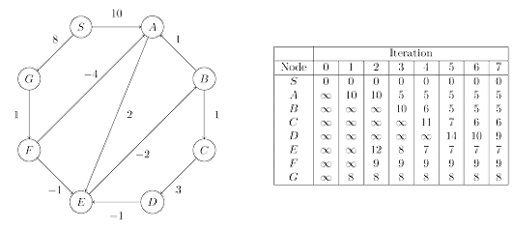 10
S A
8 1
−4
G B
1 2 1
−2
F C
−1 3
E D
−1
Iteration
Node 0 1 2 3 4 5 6 7
S 0 0 0 0 0 0 0 0
A ∞ 10 10 5 5 5 5 5
B ∞ ∞ ∞ 10 6 5 5 5
C ∞ ∞ ∞ ∞ 11 7 6 6
D ∞ ∞ ∞ ∞ ∞ 14 10 9
E ∞ ∞ 12 8 7 7 7 7
F ∞ ∞ 9 9 9 9 9 9
G ∞ 8 8 8 8 8 8 8